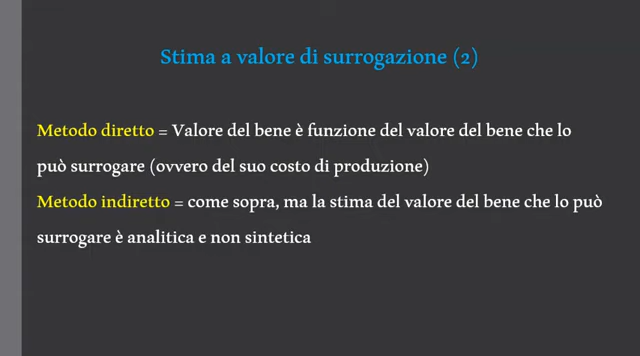 Stima a valore di surrogazione (2)
Metodo diretto = Valore del bene è funzione del valore del bene che lo
può surrogare (ovvero del suo costo di produzione)
Metodo indiretto = come sopra, ma la stima del valore del bene che lo può
surrogare è analitica e non sintetica